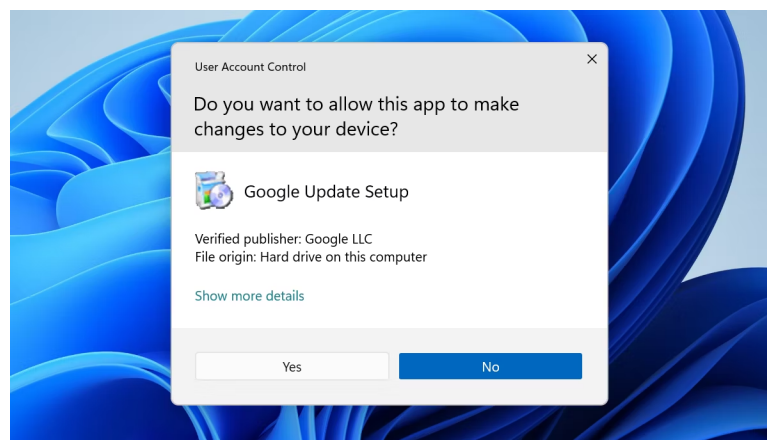 User Account Control
Do you want to allow this app to make
changes to your device?
Google Update Setup
Verified publisher: Google LLC
File origin: Hard drive on this computer
Show more details
Yes
No